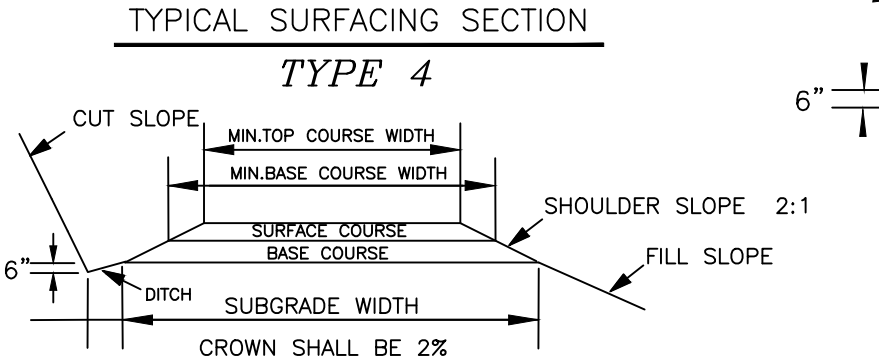 TYPICAL SURFACING SECTION
TYPE 4
6"
CUT SLOPE
MIN.TOP COURSE WIDTH
MIN.BASE COURSE WIDTH
SHOULDER SLOPE 2:1
SURFACE COURSE
BASE COURSE
FILL SLOPE
6"
DITCH
SUBGRADE WIDTH
CROWN SHALL BE 2%